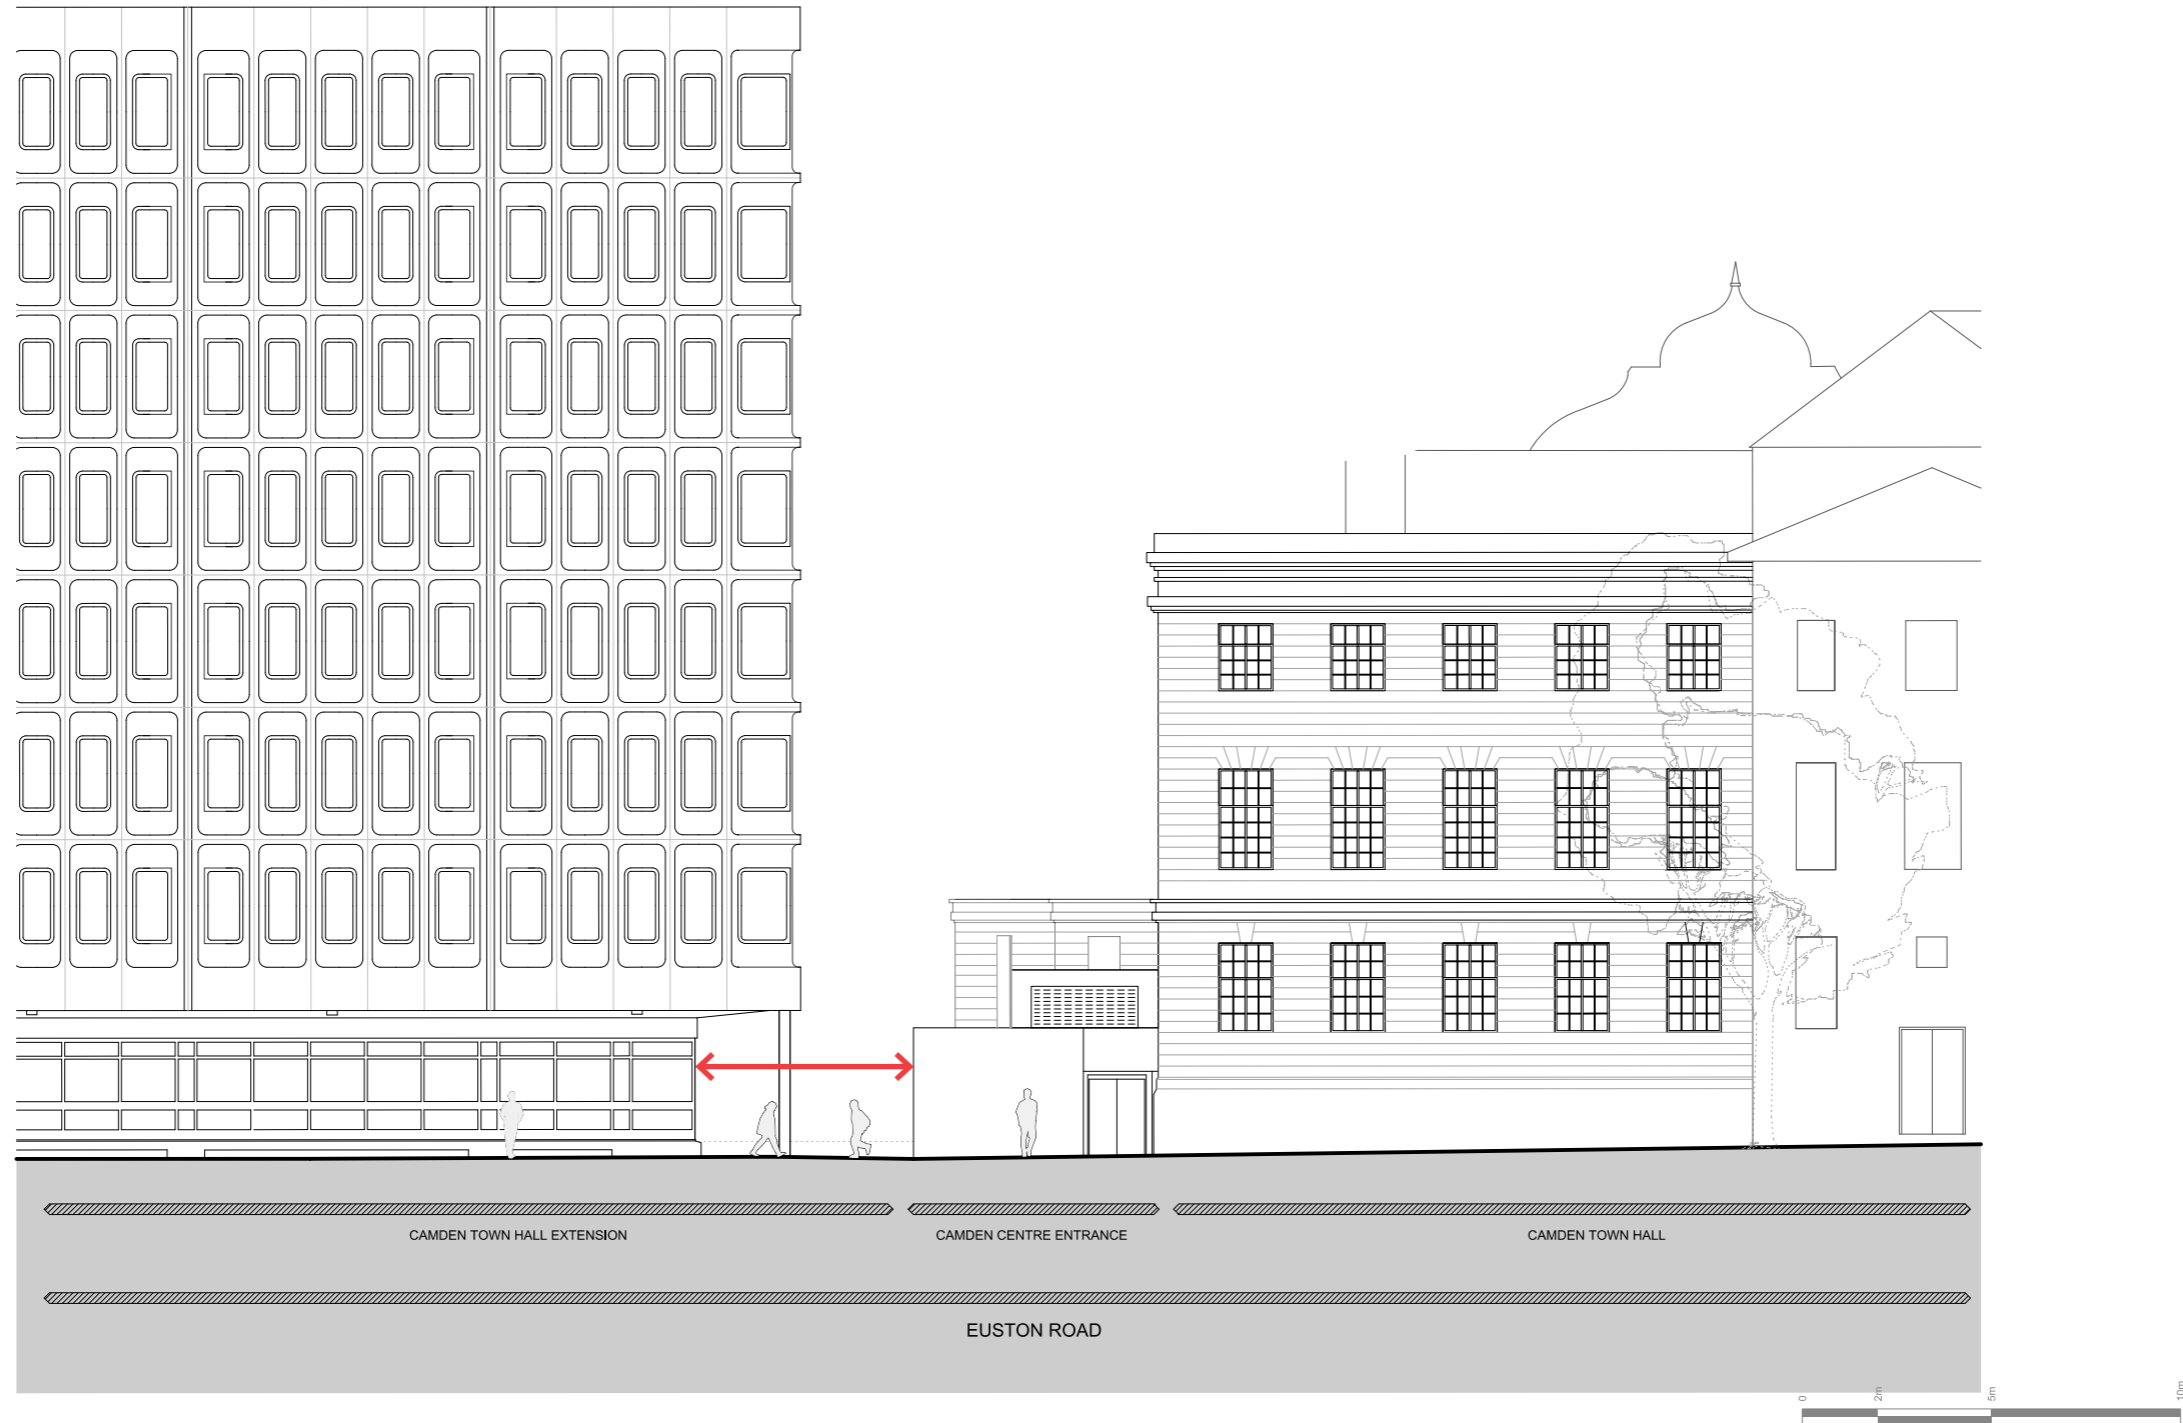 CAMDEN TOWN HALL EXTENSION
CAMDEN CENTRE ENTRANCE
CAMDEN TOWN HALL
EUSTON ROAD
0
2m
5m
10m